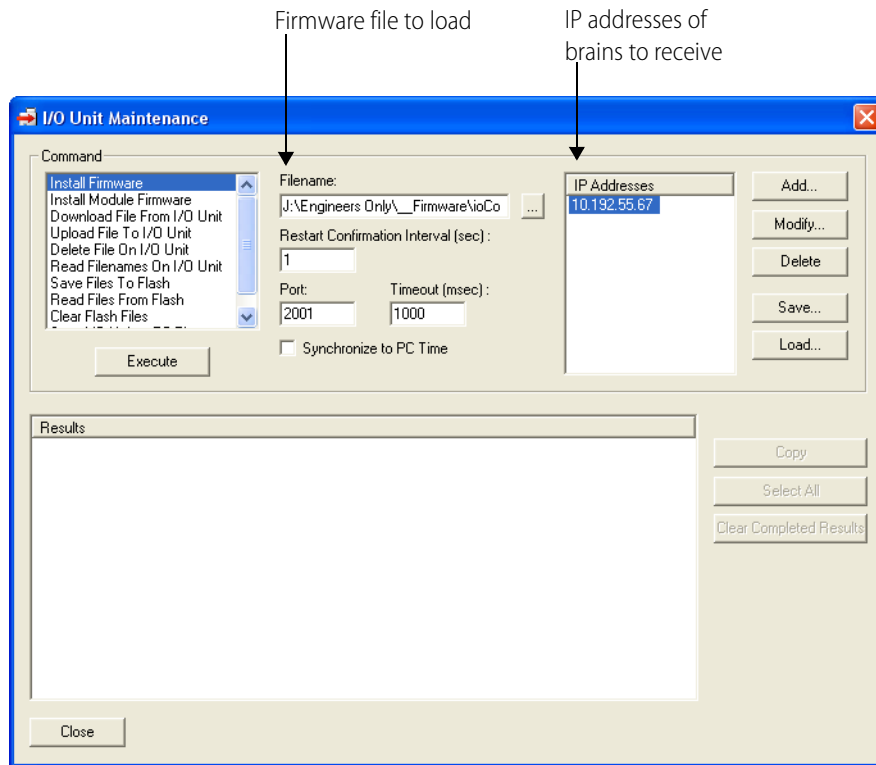 Firmware file to load
IP addresses of
brains to receive
I/O Unit Maintenance
Command
Install Firmware
Install Module Firmware
Download File From I/O Unit
Upload File To I/O Unit
Delete File On I/O Unit
Read Filenames On I/O Unit
Save Files To Flash
Read Files From Flash
Clear Flash Files
Execute
Filename:
J:\Engineers Only\__Firmware\ioCo
...
Restart Confirmation Interval (sec) :
1
Port:
Timeout (msec) :
2001
1000
Synchronize to PC Time
IP Addresses
10.192.55.67
Add...
Modify...
Delete
Save...
Load...
Results
Copy
Select All
Clear Completed Results
Close